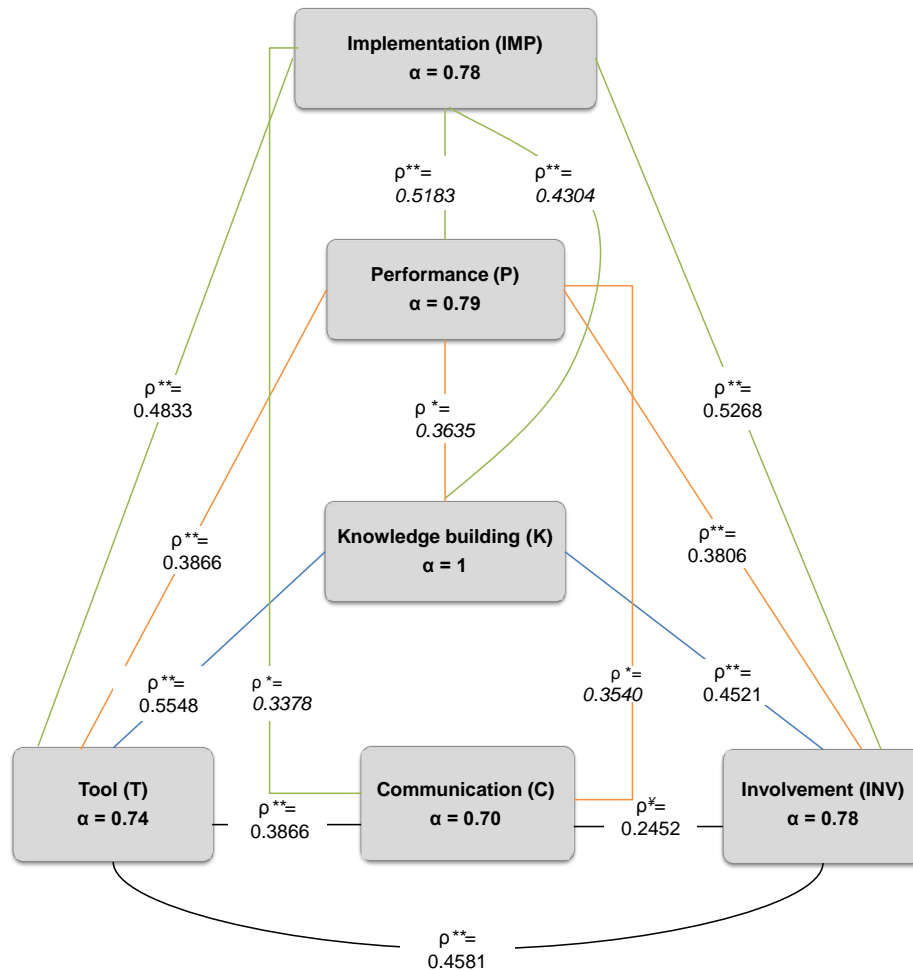 Implementation (IMP)
α = 0.78
ρ**=
0.5183
ρ**=
0.4304
Performance (P)
α = 0.79
ρ**=
0.4833
ρ*=
0.3635
ρ**=
0.5268
Knowledge building (K)
α = 1
ρ**=
0.3866
ρ**=
0.3806
ρ**=
0.5548
ρ*=
0.3378
ρ*=
0.3540
ρ**=
0.4521
Tool (T)
α = 0.74
ρ**=
0.3866
Communication (C)
α = 0.70
ρ¥=
0.2452
Involvement (INV)
α = 0.78
ρ**=
0.4581